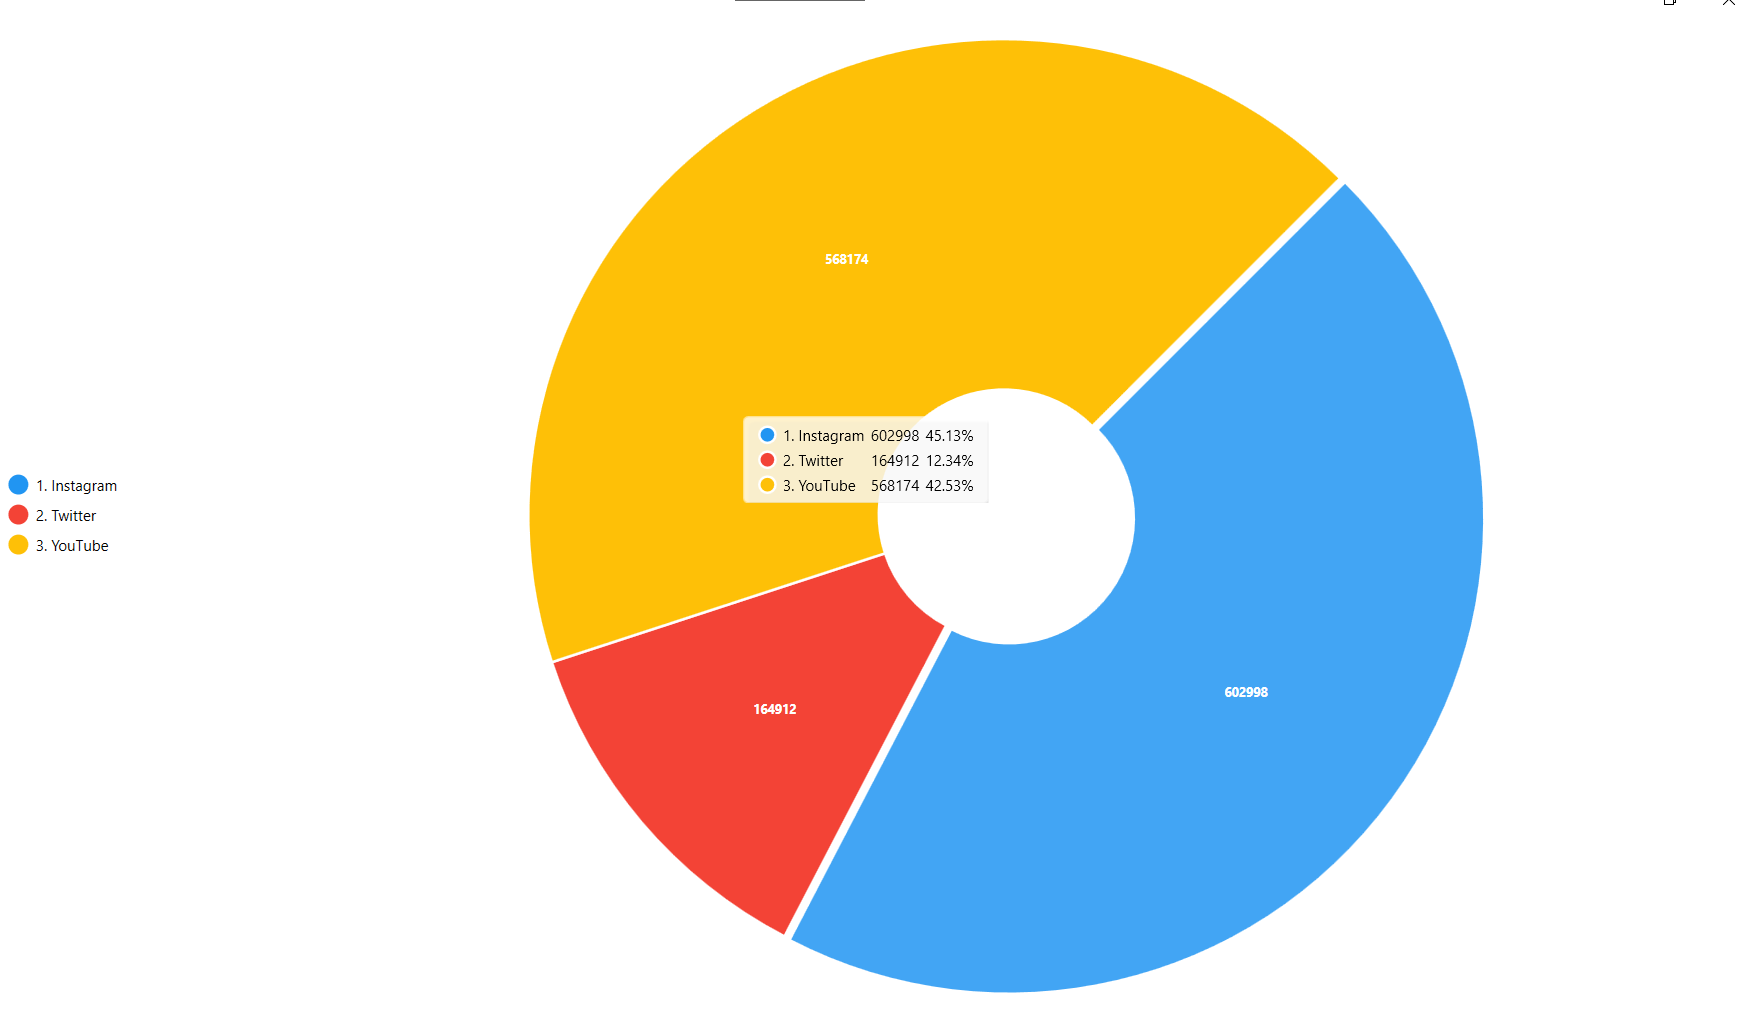 568174
1. Instagram 602998 45.13%
2. Twitter 164912 12.34%
3. YouTube 568174 42.53%
1. Instagram
2. Twitter
3. YouTube
602998
164912